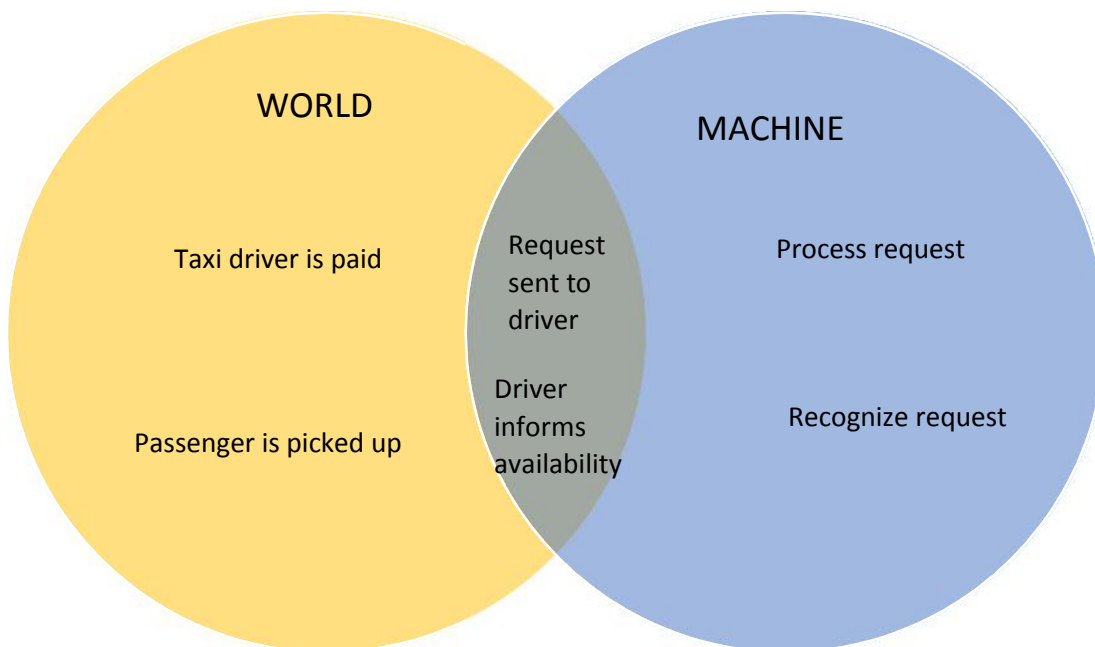 WORLD
Taxi driver is paid
Passenger is picked up
Request
sent to
driver
Driver
informs
availability
MACHINE
Process request
Recognize request